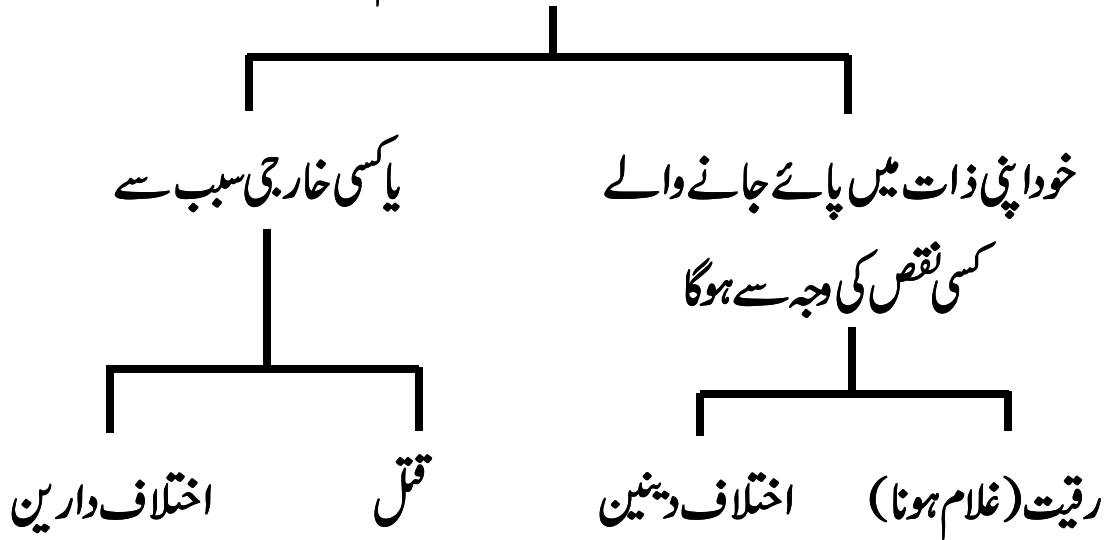 خود اپنی ذات میں پائے جانے والے
کسی نقص کی وجہ سے ہوگا
یا کسی خارجی سبب سے
رقیت (غلام ہونا)
اختلاف دینین
قتل
اختلاف دارین